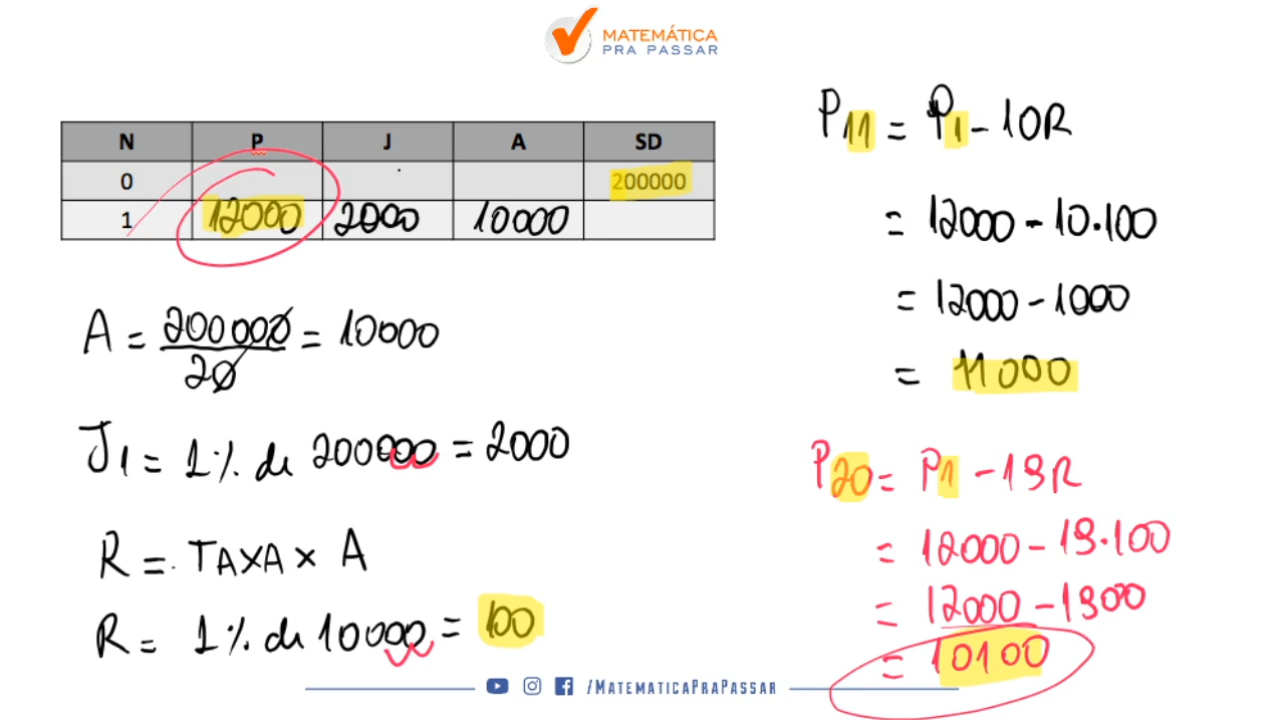 MATEMÁTICA
PRA PASSAR
N P J A SD
0 200000
1 12000 2000 10000
A = 200000/20 = 10000
J1 = 1% de 200000 = 2000
R = TAXA × A
R = 1% de 10000 = 100
P11 = P1 - 10R
= 12000 - 10.100
= 12000 - 1000
= 11000
P20 = P1 - 19R
= 12000 - 19.100
= 12000 - 1900
= 10100
/MATEMATICAPRAPASSAR